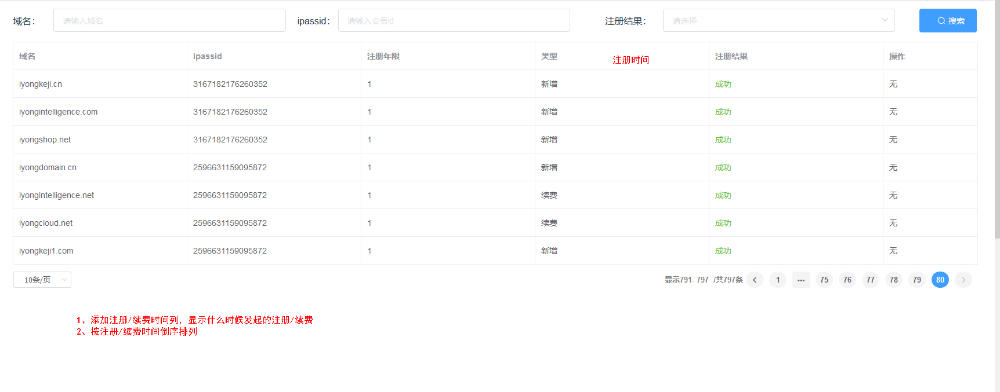 域名： 请输入域名 ipassid： 请输入会员id 注册结果： 请选择 搜索
域名 ipassid 注册年限 类型 注册时间 注册结果 操作
iyongkeji.cn 3167182176260352 1 新增 成功 无
iyongintelligence.com 3167182176260352 1 新增 成功 无
iyongshop.net 3167182176260352 1 新增 成功 无
iyongdomain.cn 2596631159095872 1 新增 成功 无
iyongintelligence.net 2596631159095872 1 续费 成功 无
iyongcloud.net 2596631159095872 1 续费 成功 无
iyongkeji1.com 2596631159095872 1 新增 成功 无
10条/页 显示791- 797 /共797条 1 ••• 75 76 77 78 79 80
1、添加注册/续费时间列，显示什么时候发起的注册/续费
2、按注册/续费时间倒序排列